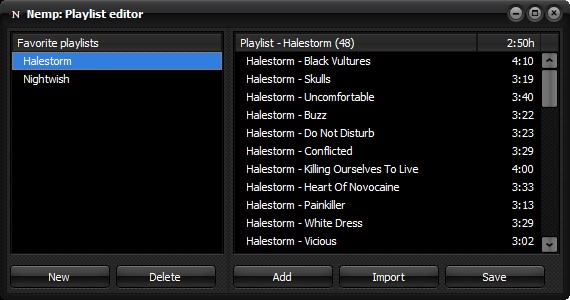 N Nemp: Playlist editor
Favorite playlists
Halestorm
Nightwish
Playlist - Halestorm (48) 2:50h
Halestorm - Black Vultures 4:10
Halestorm - Skulls 3:19
Halestorm - Uncomfortable 3:40
Halestorm - Buzz 3:22
Halestorm - Do Not Disturb 3:23
Halestorm - Conflicted 3:29
Halestorm - Killing Ourselves To Live 4:00
Halestorm - Heart Of Novocaine 3:33
Halestorm - Painkiller 3:13
Halestorm - White Dress 3:29
Halestorm - Vicious 3:02
New Delete Add Import Save